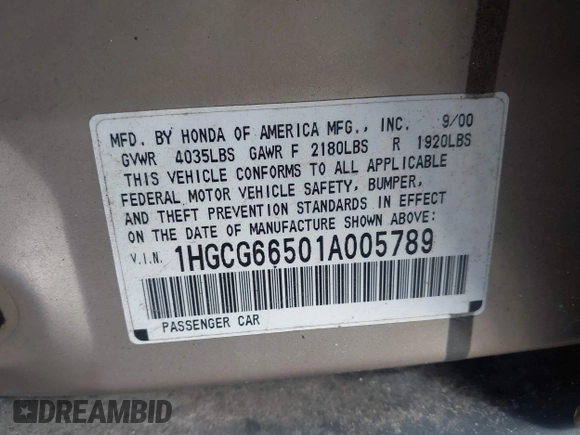 MFD. BY HONDA OF AMERICA MFG., INC. 9/00
GVWR 4035LBS GAWR F 2180LBS R 1920LBS
THIS VEHICLE CONFORMS TO ALL APPLICABLE
FEDERAL MOTOR VEHICLE SAFETY, BUMPER,
AND THEFT PREVENTION STANDARDS IN EFFECT
ON THE DATE OF MANUFACTURE SHOWN ABOVE:
V.I.N. 1HGCG66501A005789
PASSENGER CAR
DREAMBID